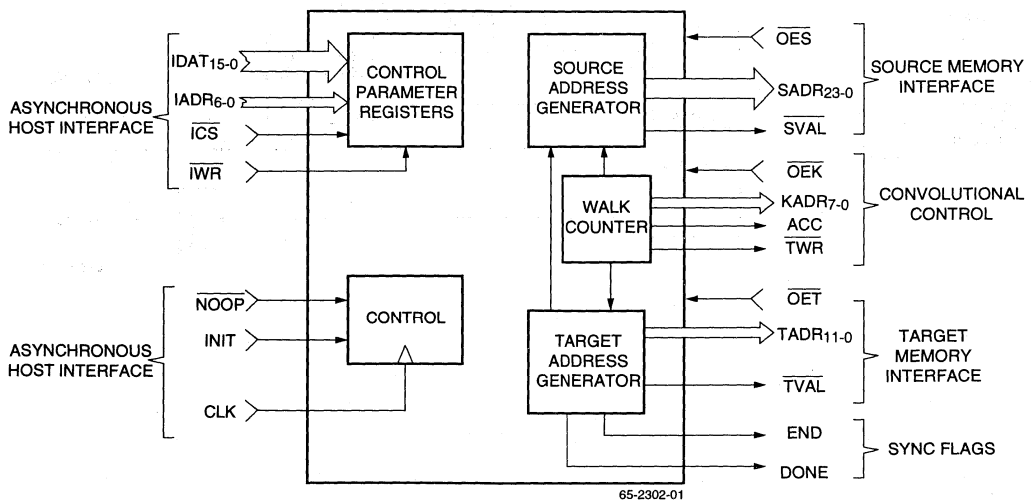 ASYNCHRONOUS
HOST INTERFACE
IDAT15-0
IADR6-0
ICS
IWR
CONTROL
PARAMETER
REGISTERS
SOURCE
ADDRESS
GENERATOR
OES
SADR23-0
SVAL
SOURCE MEMORY
INTERFACE
WALK
COUNTER
OEK
KADR7-0
ACC
TWR
CONVOLUTIONAL
CONTROL
ASYNCHRONOUS
HOST INTERFACE
NOOP
INIT
CLK
CONTROL
TARGET
ADDRESS
GENERATOR
OET
TADR11-0
TVAL
TARGET
MEMORY
INTERFACE
END
DONE
SYNC FLAGS
65-2302-01